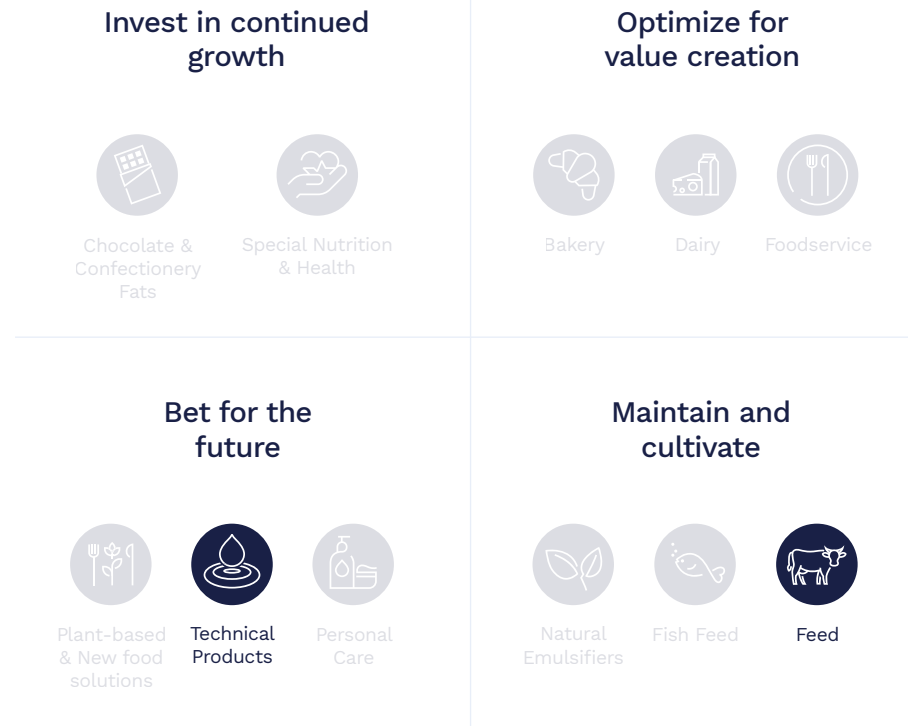 Invest in continued
growth
Optimize for
value creation
Chocolate &
Confectionery
Fats
Special Nutrition
& Health
Bakery
Dairy
Foodservice
Bet for the
future
Maintain and
cultivate
Plant-based
& New food
solutions
Technical
Products
Personal
Care
Natural
Emulsifiers
Fish Feed
Feed